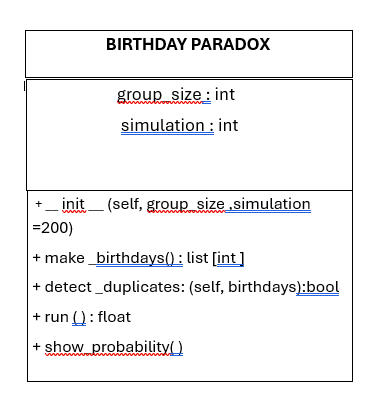 BIRTHDAY PARADOX
group_size : int
simulation : int
+ __ init __ (self, group_size ,simulation
=200)
+ make _birthdays() : list [int ]
+ detect _duplicates: (self, birthdays):bool
+ run ( ) : float
+ show_probability( )